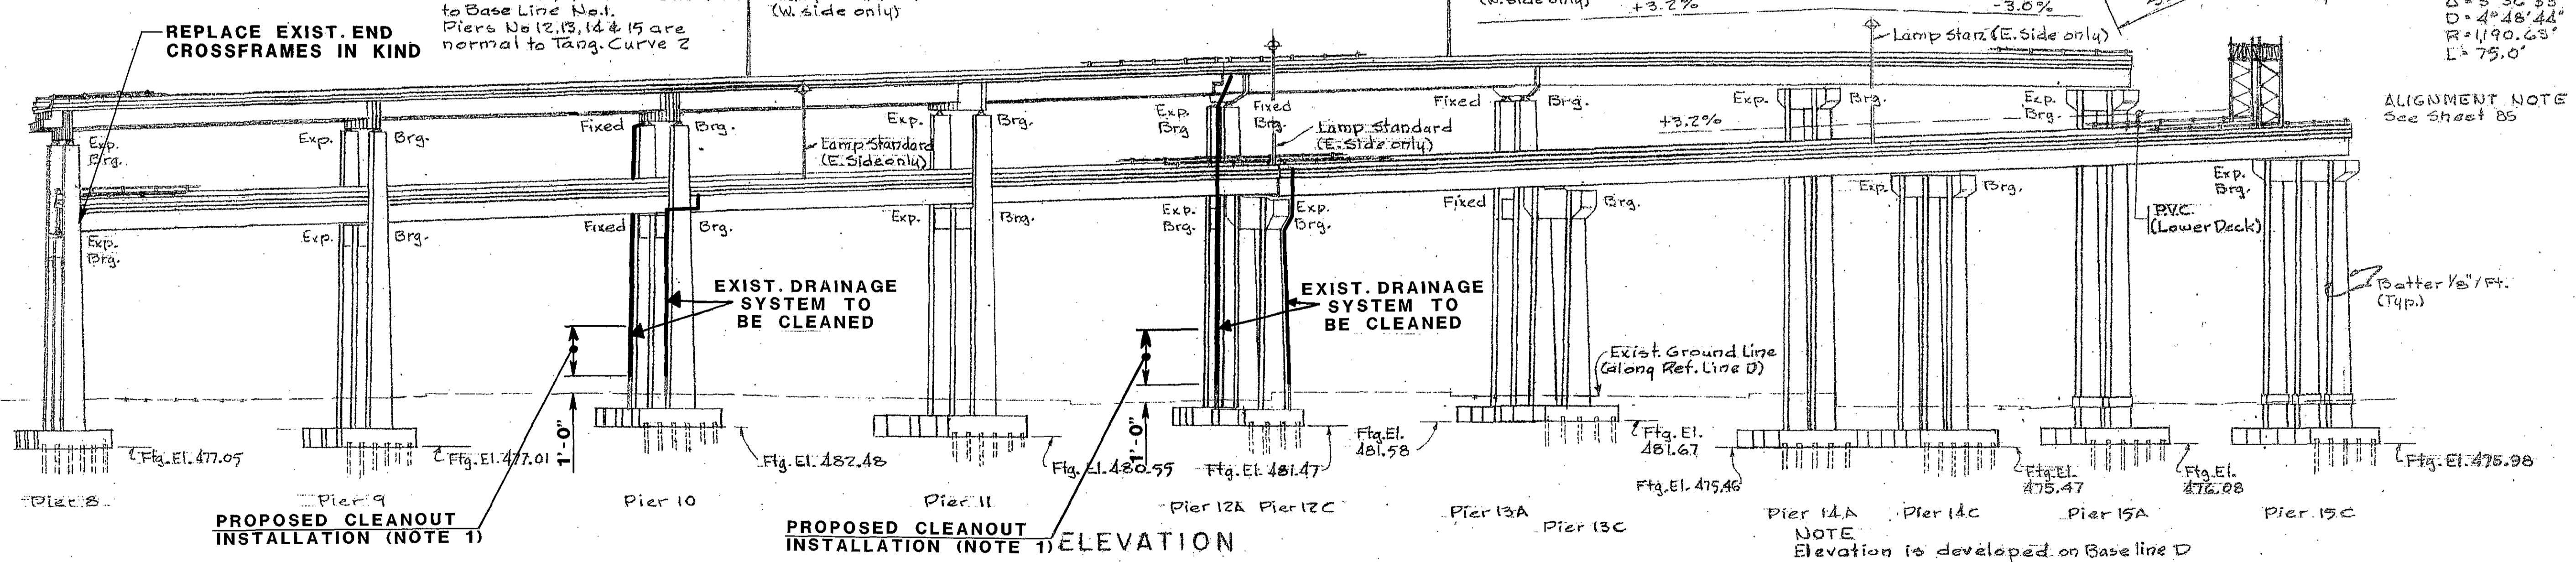 to Base Line No.1.
Piers No 12,13,14 & 15 are
normal to Tang. Curve 2
(W. side only)
(W. side only)
+3.2%
-3.0%
D=4°48'44"
R=1,190.63'
L=75.0'
REPLACE EXIST. END
CROSSFRAMES IN KIND
Lamp Stan. (E. Side only)
ALIGNMENT NOTE
See Sheet 85
Exp.
Brg.
Exp. Brg.
Fixed Brg.
Exp. Brg.
Exp.
Brg
Fixed
Brg.
Fixed Brg.
Exp. Brg.
Exp.
Brg.
Lamp Standard
(E. Side only)
Lamp Standard
(E. Side only)
+3.2%
Exp.
Brg.
Exp. Brg.
Fixed Brg.
Exp. Brg.
Exp.
Brg.
Exp.
Brg.
Fixed Brg.
Exp. Brg.
Exp.
Brg.
P.V.C.
(Lower Deck)
Batter 1/8"/Ft.
(Typ.)
EXIST. DRAINAGE
SYSTEM TO
BE CLEANED
EXIST. DRAINAGE
SYSTEM TO
BE CLEANED
Exist. Ground Line
(along Ref. Line D)
1'-0"
1'-0"
Ftg. El. 477.05
Ftg. El. 477.01
Ftg. El. 482.48
Ftg. El. 480.55
Ftg. El. 481.47
Ftg. El.
481.58
Ftg. El.
481.67
Ftg. El. 475.46
Ftg. El.
475.47
Ftg. El.
476.08
Ftg. El. 475.98
Pier 8
Pier 9
Pier 10
Pier 11
Pier 12A
Pier 12C
Pier 13A
Pier 13C
Pier 14A
Pier 14C
Pier 15A
Pier 15C
PROPOSED CLEANOUT
INSTALLATION (NOTE 1)
PROPOSED CLEANOUT
INSTALLATION (NOTE 1)
ELEVATION
NOTE
Elevation is developed on Base line D